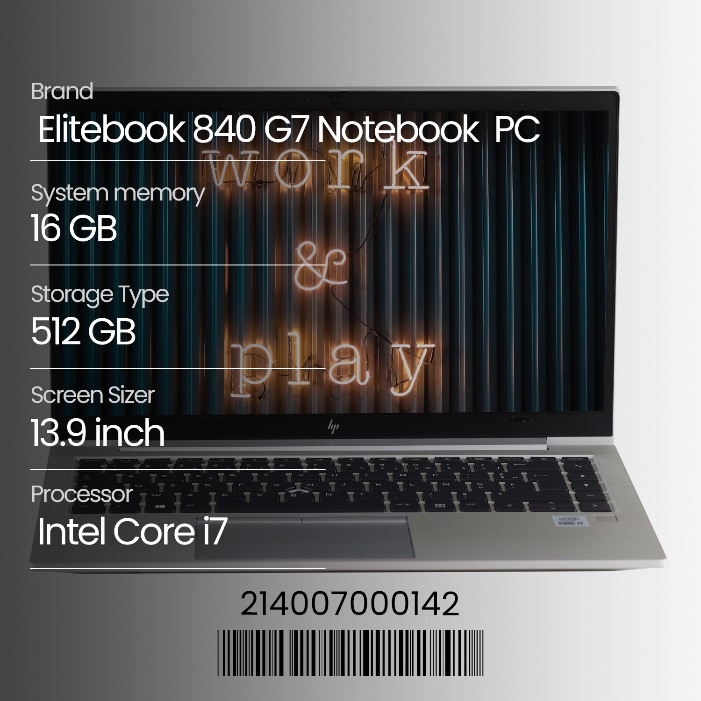 Brand
Elitebook 840 G7 Notebook PC
work
System memory
16 GB
&
Storage Type
512 GB
play
Screen Sizer
13.9 inch
hp
Processor
Intel Core i7
214007000142